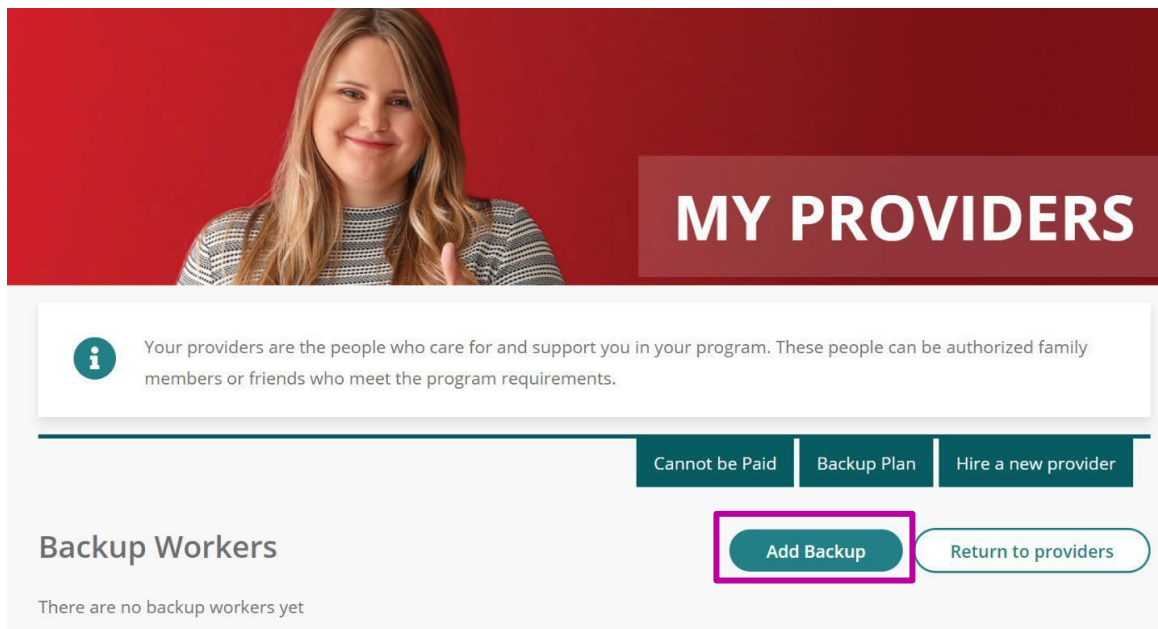 MY PROVIDERS
Your providers are the people who care for and support you in your program. These people can be authorized family
members or friends who meet the program requirements.
Cannot be Paid
Backup Plan
Hire a new provider
Backup Workers
Add Backup
Return to providers
There are no backup workers yet